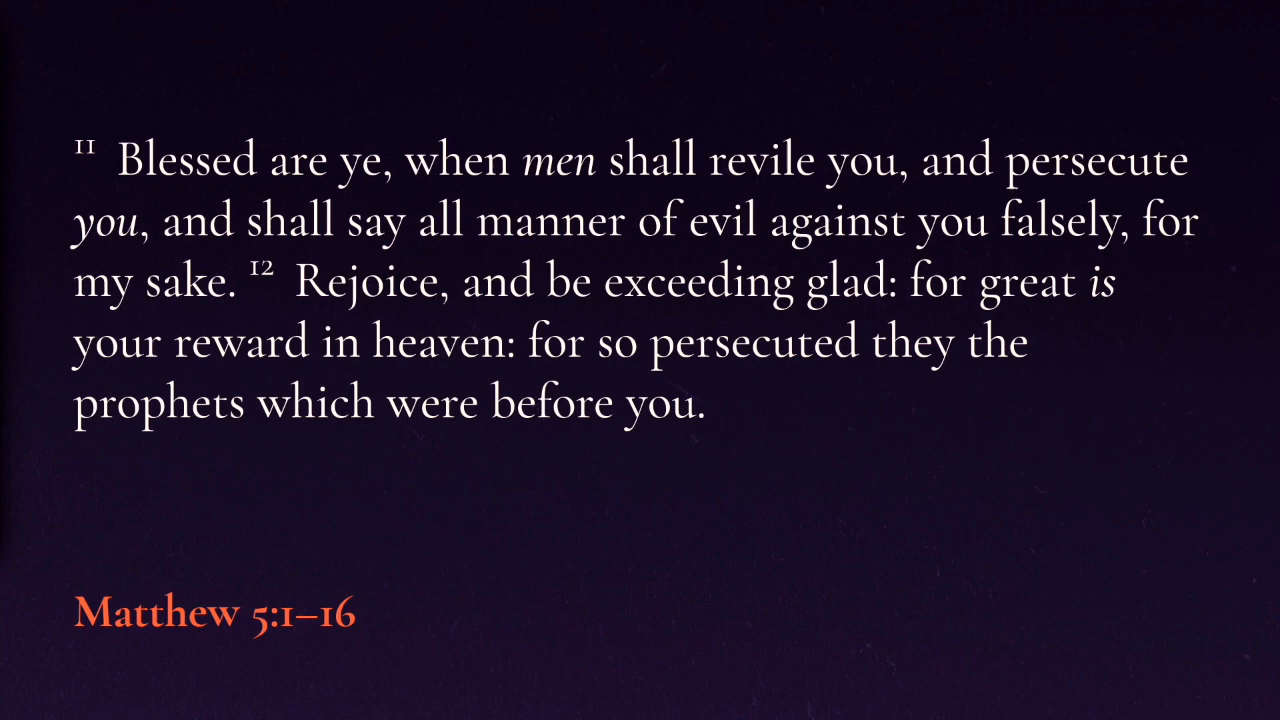 11 Blessed are ye, when men shall revile you, and persecute
you, and shall say all manner of evil against you falsely, for
my sake. 12 Rejoice, and be exceeding glad: for great is
your reward in heaven: for so persecuted they the
prophets which were before you.
Matthew 5:1–16